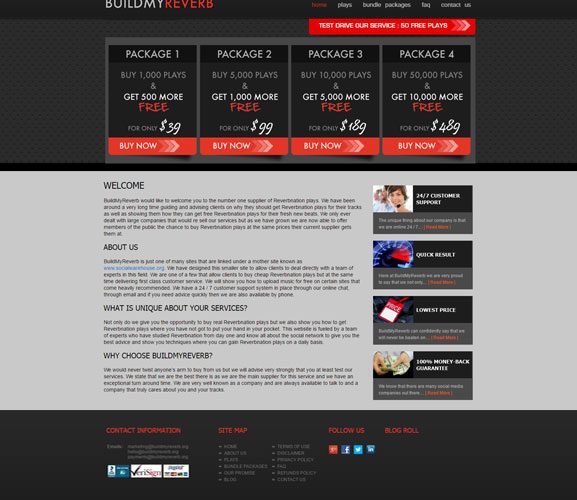 BUILDMYREVERB
home plays bundle packages faq contact us
TEST DRIVE OUR SERVICE : 50 FREE PLAYS
PACKAGE 1
BUY 1,000 PLAYS
&
GET 500 MORE
FREE
FOR ONLY $39
BUY NOW
PACKAGE 2
BUY 5,000 PLAYS
&
GET 1,000 MORE
FREE
FOR ONLY $99
BUY NOW
PACKAGE 3
BUY 10,000 PLAYS
&
GET 5,000 MORE
FREE
FOR ONLY $189
BUY NOW
PACKAGE 4
BUY 50,000 PLAYS
&
GET 10,000 MORE
FREE
FOR ONLY $489
BUY NOW
WELCOME
BuildMyReverb would like to welcome you to the number one supplier of Reverbnation plays. We have been
around a very long time guiding and advising clients on why they should get Reverbnation plays for their tracks
as well as showing them how they can get free Reverbnation plays for their fresh new beats. We only ever
dealt with large companies that would re sell our services but as we have grown we are now able to offer
members of the public the chance to buy Reverbnation plays at the same prices their current supplier gets
them at.
ABOUT US
BuildMyReverb is just one of many sites that are linked under a mother site known as
www.socialwarehouse.org. We have designed this smaller site to allow clients to deal directly with a team of
experts in this field. We are one of a few that allow clients to buy cheap Reverbnation plays but at the same
time delivering first class customer service. We will show you how to upload music for free on certain sites that
come heavily recommended. We have a 24 / 7 customer support system in place through our online chat,
through email and if you need advice quickly then we are also available by phone.
WHAT IS UNIQUE ABOUT YOUR SERVICES?
Not only do we give you the opportunity to buy real Reverbnation plays but we also show you how to get
Reverbnation plays where you have not got to put your hand in your pocket. This website is fueled by a team
of experts who have studied Reverbnation from day one and know all about the social network to give you the
best advice and show you techniques where you can gain Reverbnation plays on a daily basis.
WHY CHOOSE BUILDMYREVERB?
We would never twist anyone's arm to buy from us but we will advise very strongly that you at least test our
services. We state that we are the best there is as we are the main supplier for this service and we have an
exceptional turn around time. We are very well known as a company and are always available to talk to and a
company that truly cares about you and your tracks.
24/7 CUSTOMER
SUPPORT
The unique thing about our company is that
we are online 24 / 7... [ Read More ]
QUICK RESULT
Here at BuildMyReverb we are very proud
to say that we not only... [ Read More ]
LOWEST PRICE
PRICE
BuildMyReverb can confidently say that we
will never be beaten on... [ Read More ]
100% MONEY-BACK
GUARANTEE
We know that there are many social media
companies out there... [ Read More ]
CONTACT INFORMATION
Emails: marketing@buildmyreverb.org
hello@buildmyreverb.org
payments@buildmyreverb.org
VeriSign PayPal
SITE MAP
HOME
ABOUT US
PLAYS
BUNDLE PACKAGES
OUR PROMISE
BLOG
TERMS OF USE
DISCLAIMER
PRIVACY POLICY
FAQ
REFUNDS POLICY
CONTACT US
FOLLOW US
BLOG ROLL